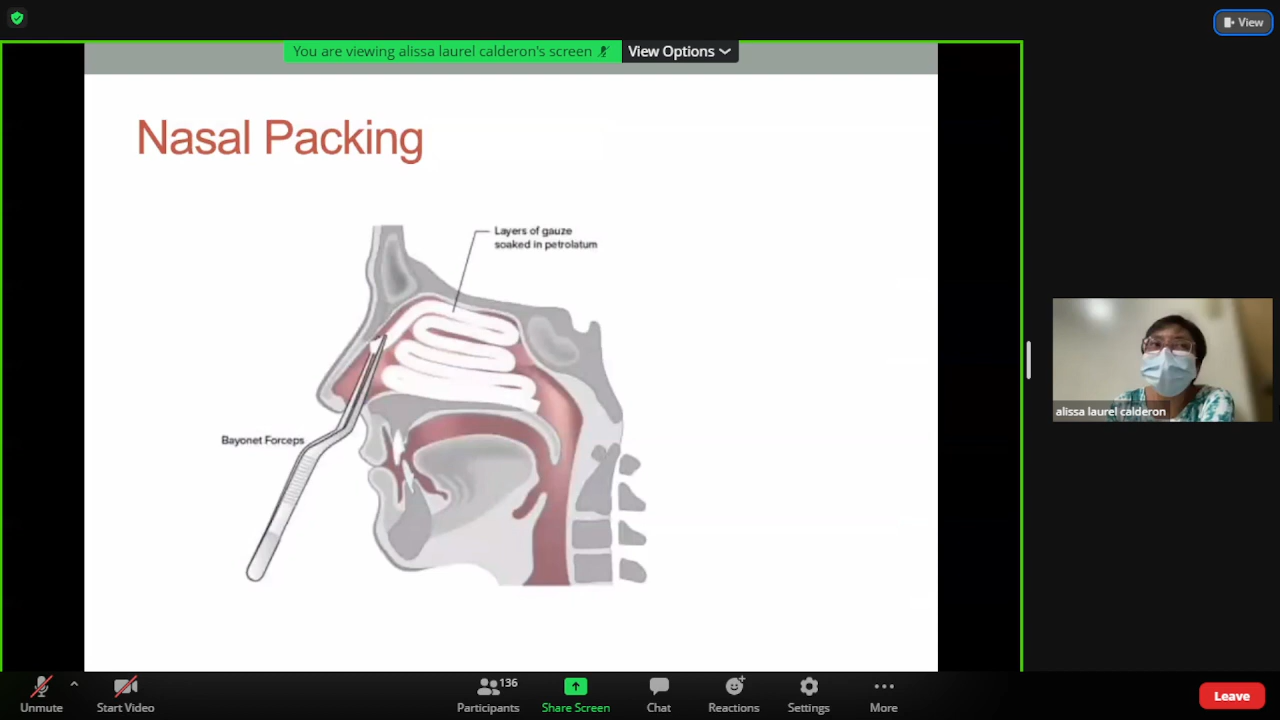 View
You are viewing alissa laurel calderon's screen
View Options
Nasal Packing
Layers of gauze
soaked in petrolatum
Bayonet Forceps
alissa laurel calderon
Unmute
Start Video
Participants
136
Share Screen
Chat
Reactions
Settings
More
Leave